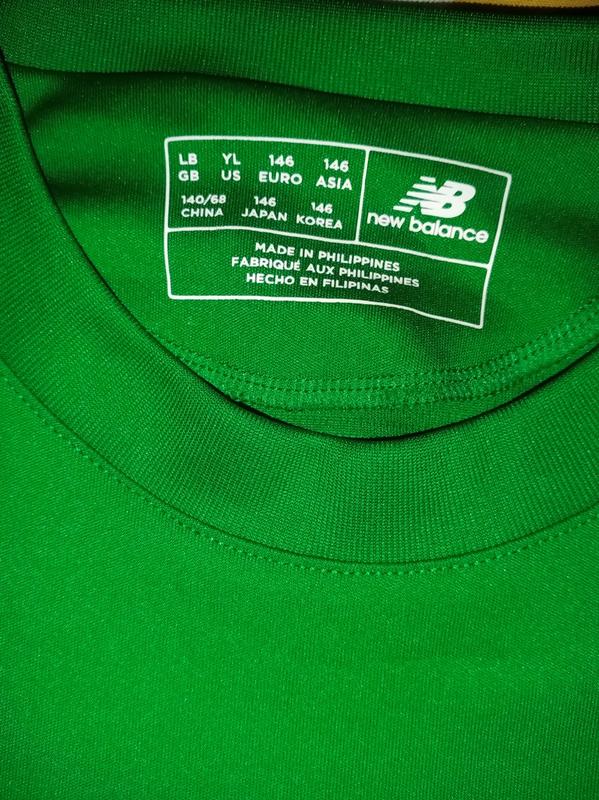 LB YL 146 146
GB US EURO ASIA
140/68 146 146
CHINA JAPAN KOREA
NB
new balance
MADE IN PHILIPPINES
FABRIQUÉ AUX PHILIPPINES
HECHO EN FILIPINAS